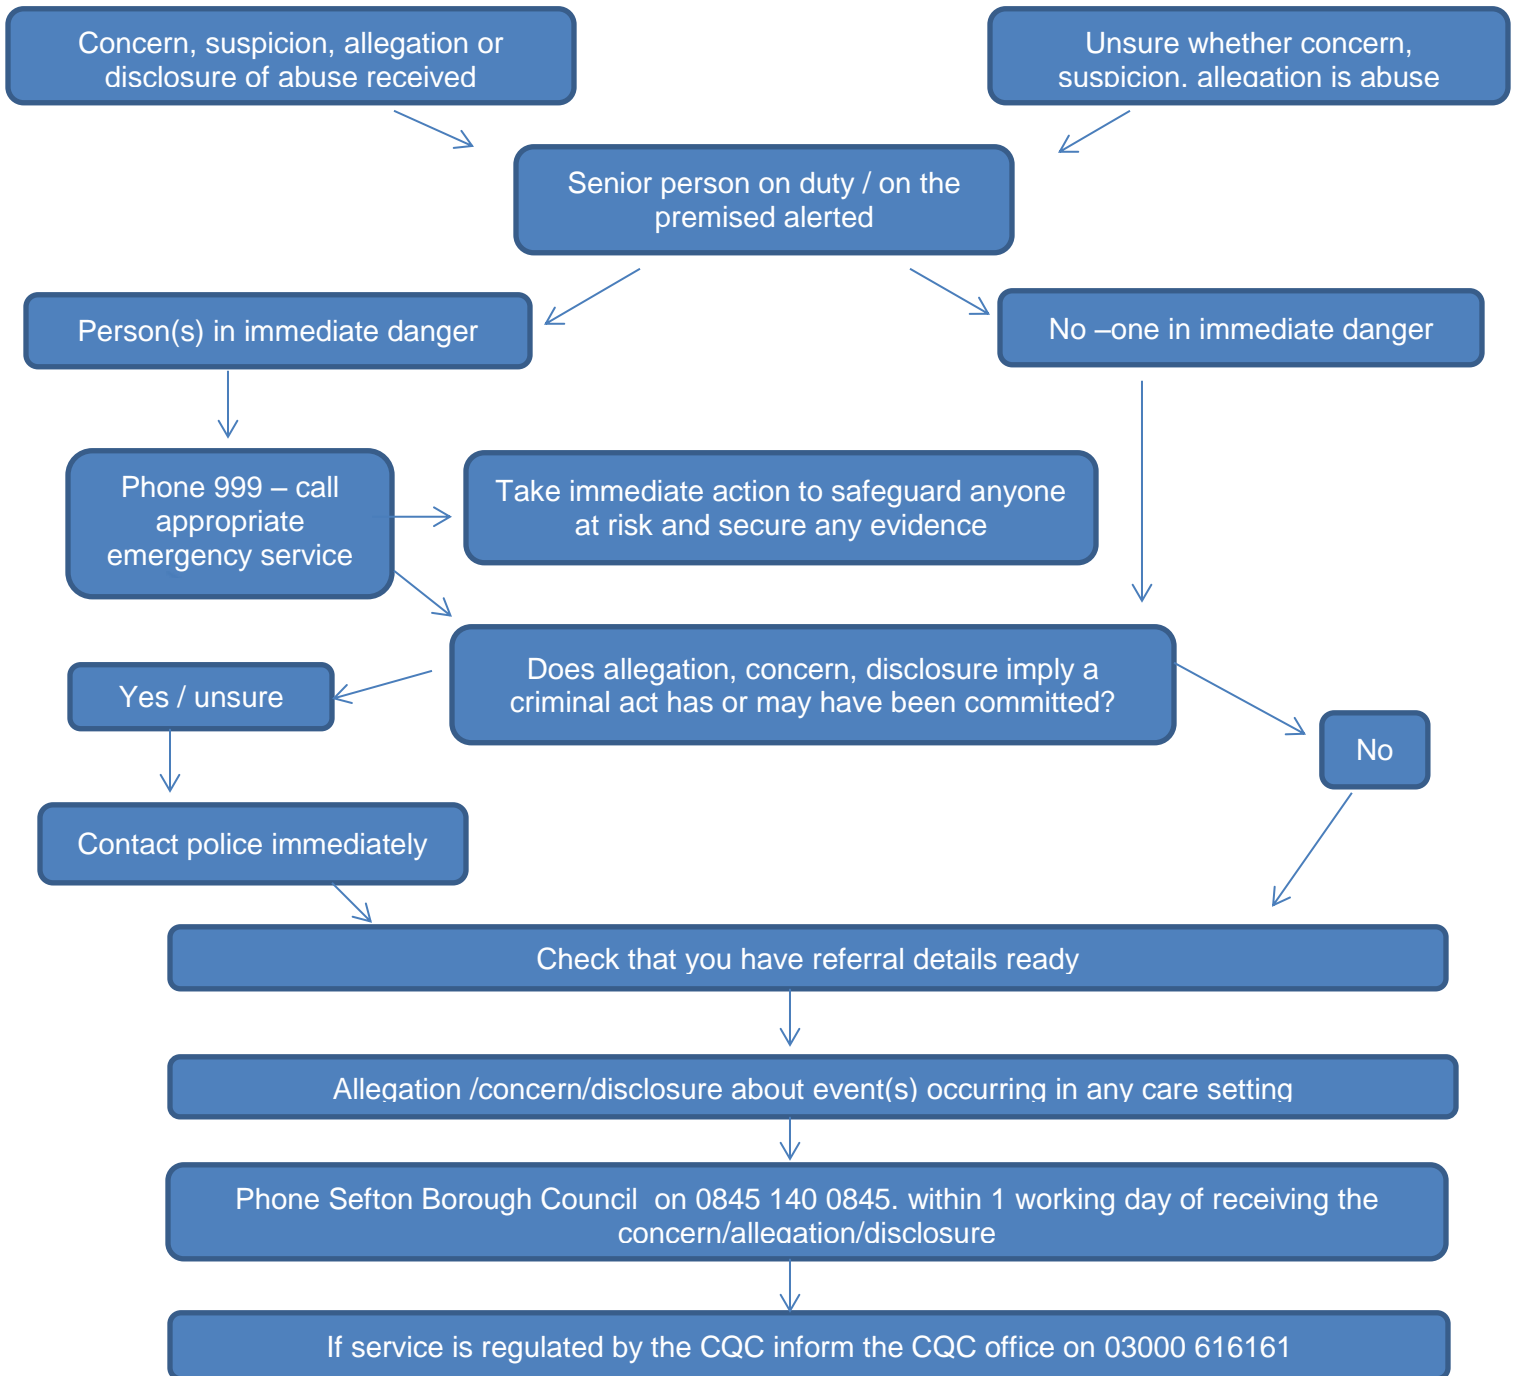 Concern, suspicion, allegation or
disclosure of abuse received
Unsure whether concern,
suspicion. allegation is abuse
Senior person on duty / on the
premised alerted
Person(s) in immediate danger
No –one in immediate danger
Phone 999 – call
appropriate
emergency service
Take immediate action to safeguard anyone
at risk and secure any evidence
Does allegation, concern, disclosure imply a
criminal act has or may have been committed?
Yes / unsure
No
Contact police immediately
Check that you have referral details ready
Allegation /concern/disclosure about event(s) occurring in any care setting
Phone Sefton Borough Council  on 0845 140 0845. within 1 working day of receiving the
concern/allegation/disclosure
If service is regulated by the CQC inform the CQC office on 03000 616161